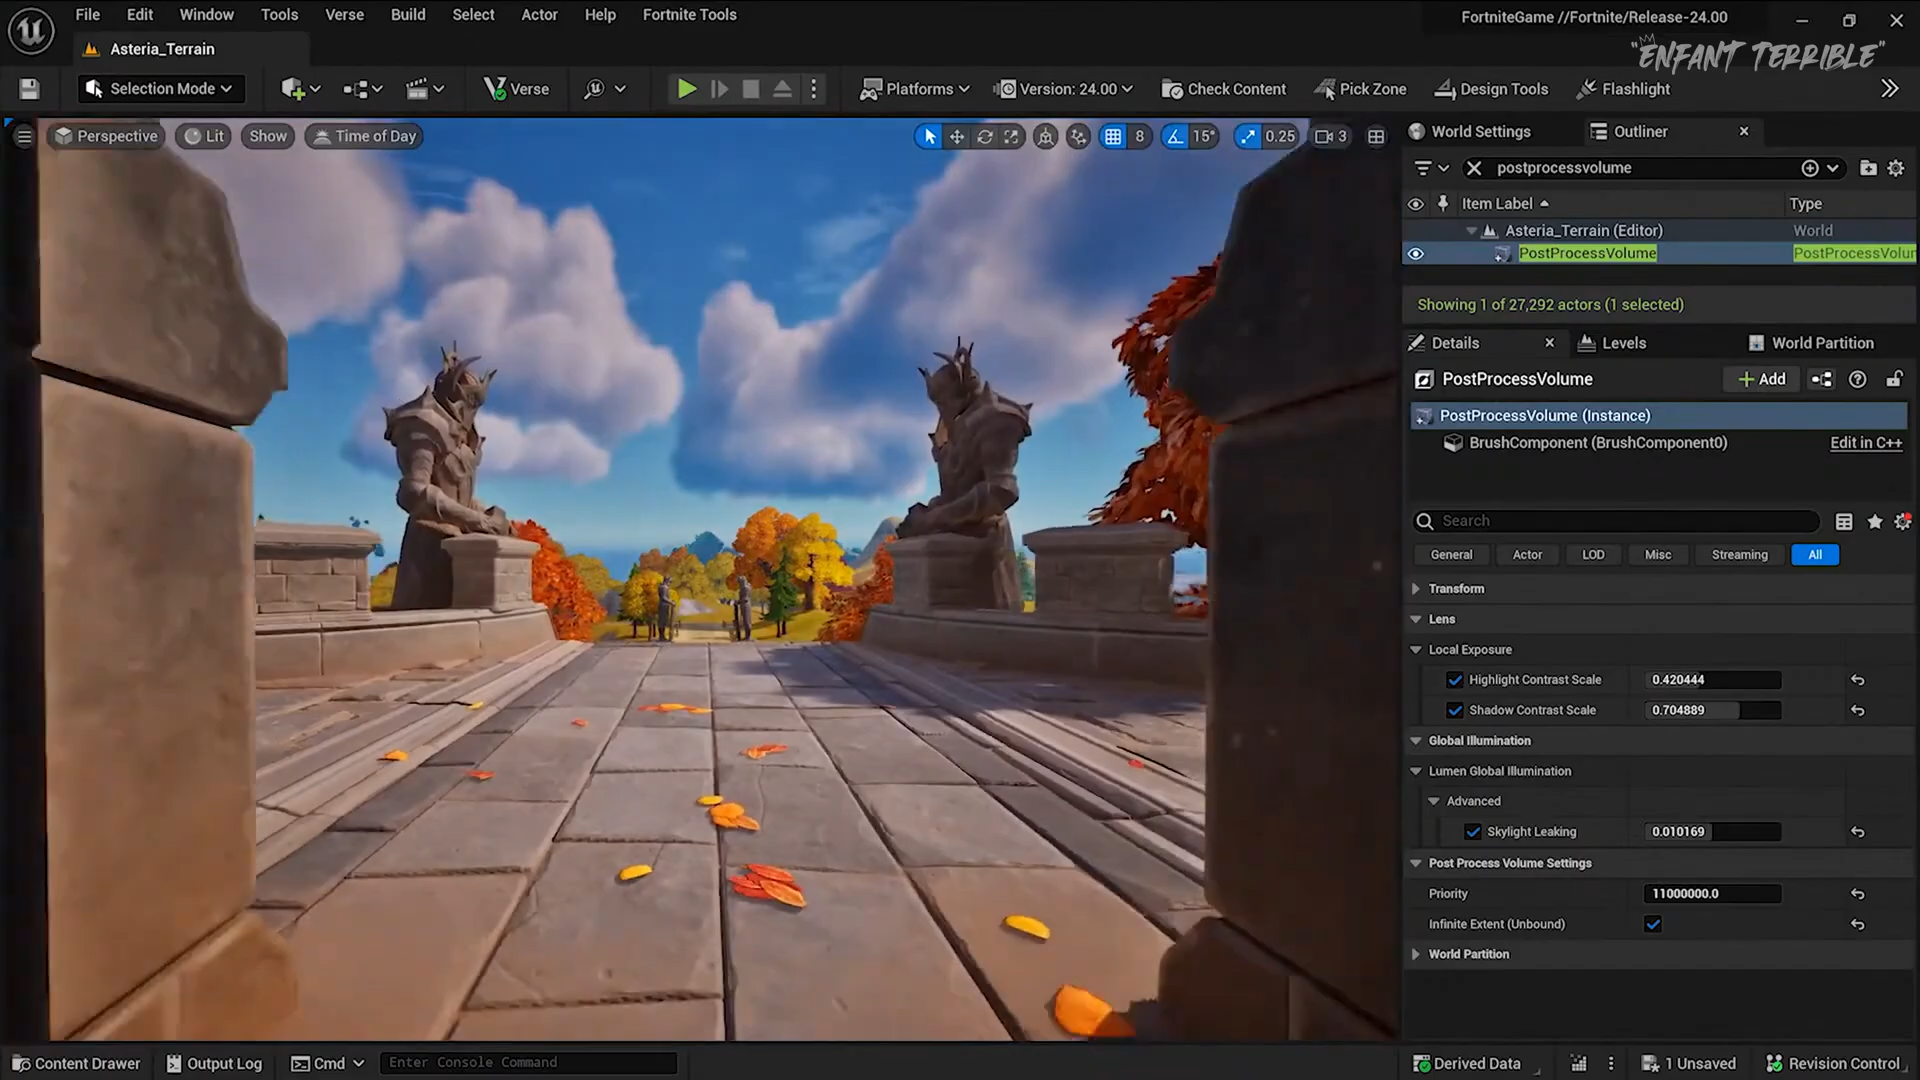 File Edit Window Tools Verse Build Select Actor Help Fortnite Tools
FortniteGame //Fortnite/Release-24.00
Asteria_Terrain
"ENFANT TERRIBLE"
Selection Mode
Verse
Platforms
Version: 24.00
Check Content
Pick Zone
Design Tools
Flashlight
Perspective
Lit
Show
Time of Day
8
15°
0.25
3
World Settings
Outliner
postprocessvolume
Item Label
Type
Asteria_Terrain (Editor) World
PostProcessVolume PostProcessVolun
Showing 1 of 27,292 actors (1 selected)
Details
Levels
World Partition
PostProcessVolume
Add
PostProcessVolume (Instance)
BrushComponent (BrushComponent0) Edit in C++
Search
General Actor LOD Misc Streaming All
Transform
Lens
Local Exposure
Highlight Contrast Scale 0.420444
Shadow Contrast Scale 0.704889
Global Illumination
Lumen Global Illumination
Advanced
Skylight Leaking 0.010169
Post Process Volume Settings
Priority 11000000.0
Infinite Extent (Unbound)
World Partition
Content Drawer
Output Log
Cmd
Enter Console Command
Derived Data
1 Unsaved
Revision Control